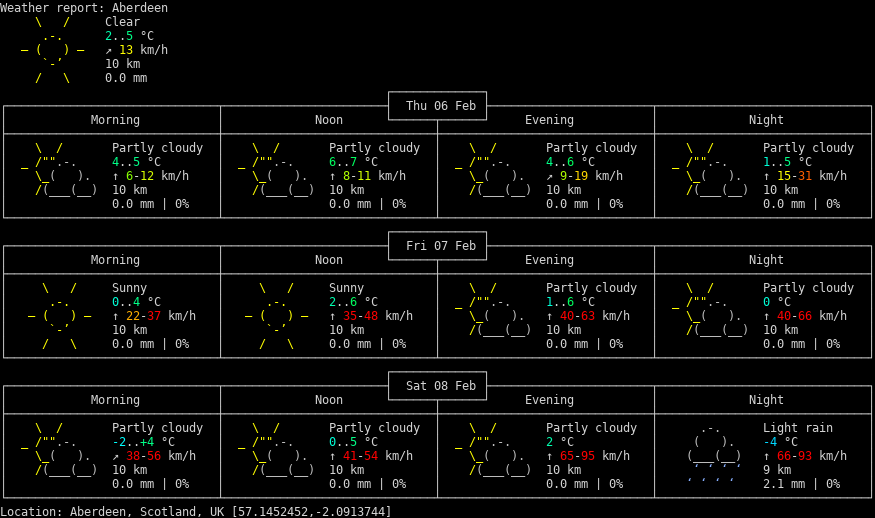 Weather report: Aberdeen
Clear
2..5 °C
↗ 13 km/h
10 km
0.0 mm
Thu 06 Feb
Morning Noon Evening Night
Partly cloudy Partly cloudy Partly cloudy Partly cloudy
4..5 °C 6..7 °C 4..6 °C 1..5 °C
↑ 6-12 km/h ↑ 8-11 km/h ↗ 9-19 km/h ↑ 15-31 km/h
10 km 10 km 10 km 10 km
0.0 mm | 0% 0.0 mm | 0% 0.0 mm | 0% 0.0 mm | 0%
Fri 07 Feb
Morning Noon Evening Night
Sunny Sunny Partly cloudy Partly cloudy
0..4 °C 2..6 °C 1..6 °C 0 °C
↑ 22-37 km/h ↑ 35-48 km/h ↑ 40-63 km/h ↑ 40-66 km/h
10 km 10 km 10 km 10 km
0.0 mm | 0% 0.0 mm | 0% 0.0 mm | 0% 0.0 mm | 0%
Sat 08 Feb
Morning Noon Evening Night
Partly cloudy Partly cloudy Partly cloudy Light rain
-2..+4 °C 0..5 °C 2 °C -4 °C
↗ 38-56 km/h ↑ 41-54 km/h ↑ 65-95 km/h ↑ 66-93 km/h
10 km 10 km 10 km 9 km
0.0 mm | 0% 0.0 mm | 0% 0.0 mm | 0% 2.1 mm | 0%
Location: Aberdeen, Scotland, UK [57.1452452,-2.0913744]